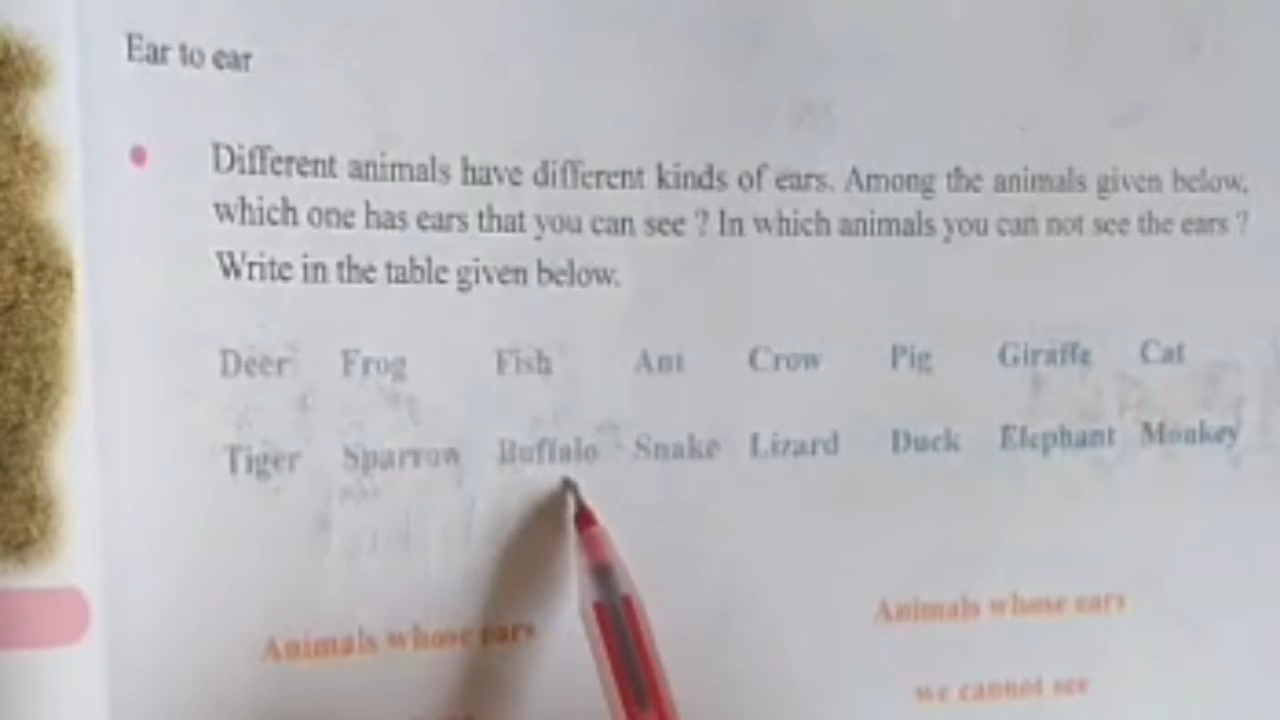 Ear to ear
Different animals have different kinds of ears. Among the animals given below,
which one has ears that you can see ? In which animals you can not see the ears ?
Write in the table given below.
Deer Frog Fish Ant Crow Pig Giraffe Cat
Tiger Sparrow Buffalo Snake Lizard Duck Elephant Monkey
Animals whose ears
Animals whose ears
we cannot see